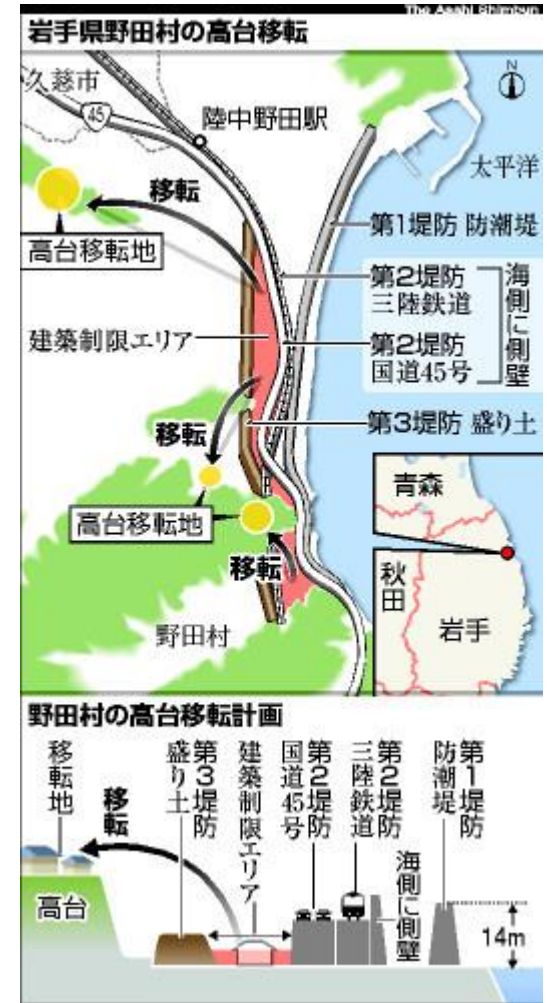 The Asahi Shimbun
岩手県野田村の高台移転
久慈市
45
陸中野田駅
N
太平洋
移転
高台移転地
第1堤防 防潮堤
第2堤防
三陸鉄道
第2堤防
国道45号
海側に側壁
建築制限エリア
第3堤防 盛り土
移転
高台移転地
移転
野田村
青森
秋田
岩手
野田村の高台移転計画
移転地
移転
第3堤防
盛り土
建築制限エリア
第2堤防
国道45号
第2堤防
三陸鉄道
海側に側壁
第1堤防
防潮堤
高台
14m